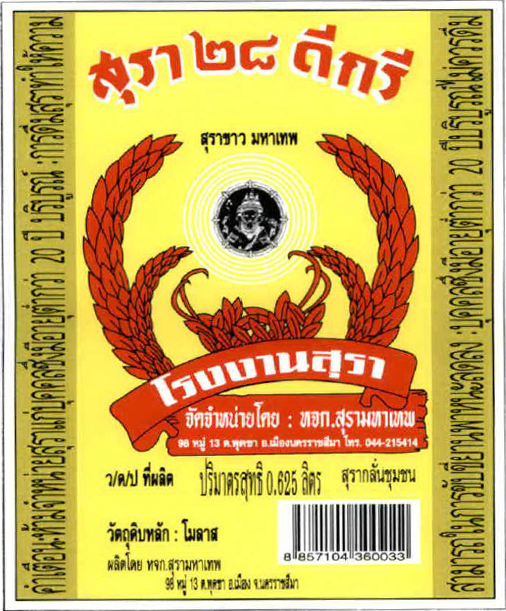 สุรา ๒๘ ดีกรี
สุราขาว มหาเทพ
โรงงานสุรา
จัดจำหน่ายโดย : หจก.สุรามหาเทพ
98 หมู่ 13 ต.พุดซา อ.เมืองนครราชสีมา โทร. 044-215414
ว/ด/ป ที่ผลิต
ปริมาตรสุทธิ 0.625 ลิตร
สุรากลั่นชุมชน
วัตถุดิบหลัก : โมลาส
ผลิตโดย หจก.สุรามหาเทพ
98 หมู่ 13 ต.พุดซา อ.เมือง จ.นครราชสีมา
8 857104 360033
คำเตือน:ห้ามจำหน่ายสุราแก่บุคคลซึ่งมีอายุต่ำกว่า 20 ปี บริบูรณ์ :การดื่มสุราทำให้ความ
สามารถในการขับขี่ยานพาหนะลดลง :บุคคลซึ่งมีอายุต่ำกว่า 20 ปีบริบูรณ์ไม่ควรดื่ม